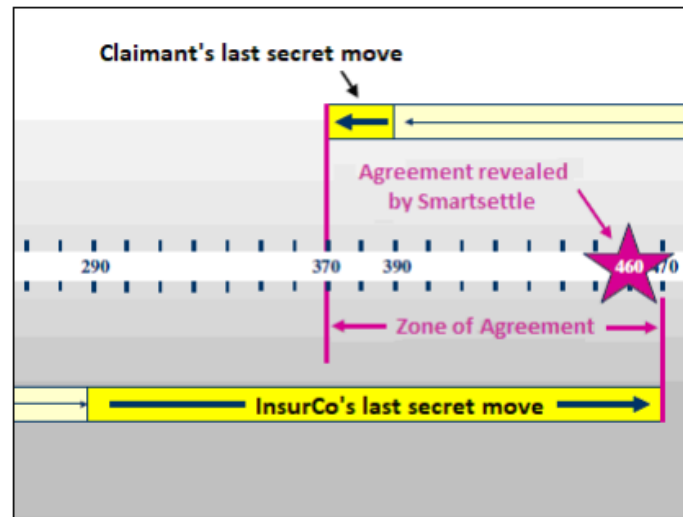 Claimant's last secret move
Agreement revealed
by Smartsettle
290
370
390
460
470
Zone of Agreement
InsurCo's last secret move